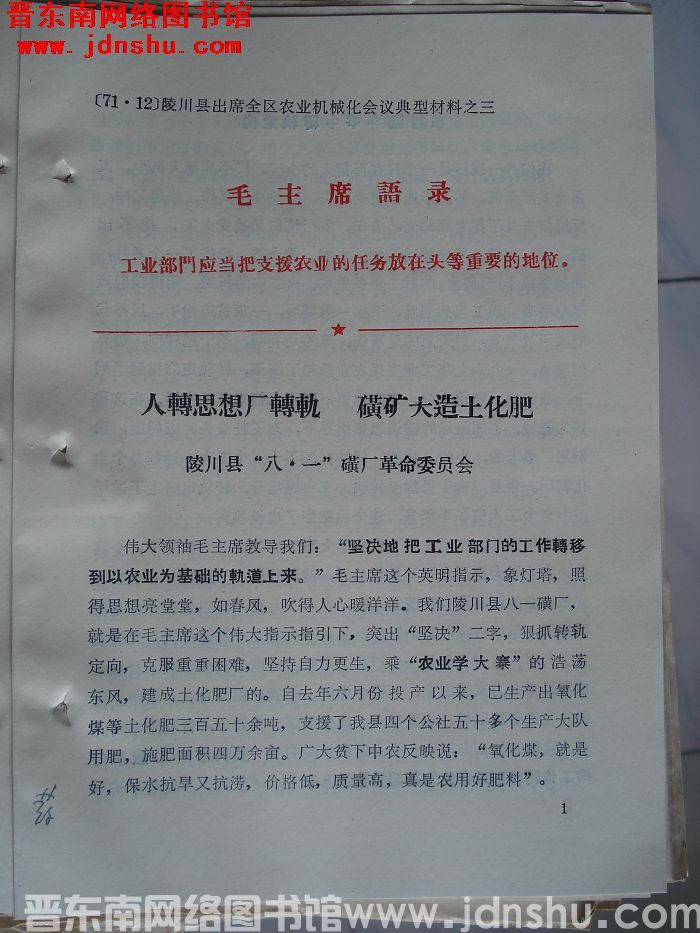 晋东南网络图书馆
www.jdnshu.com
〔71·12〕陵川县出席全区农业机械化会议典型材料之三
毛主席語录
工业部門应当把支援农业的任务放在头等重要的地位。
人轉思想厂轉軌 磺矿大造土化肥
陵川县“八·一”磺厂革命委员会
伟大领袖毛主席教导我们：“坚决地把工业部门的工作轉移
到以农业为基础的軌道上来。”毛主席这个英明指示，象灯塔，照
得思想亮堂堂，如春风，吹得人心暖洋洋。我们陵川县八一磺厂，
就是在毛主席这个伟大指示指引下，突出“坚决”二字，狠抓转轨
定向，克服重重困难，坚持自力更生，乘“农业学大寨”的浩荡
东风，建成土化肥厂的。自去年六月份投产以来，已生产出氧化
煤等土化肥三百五十余吨，支援了我县四个公社五十多个生产大队
用肥，施肥面积四万余亩。广大贫下中农反映说：“氧化煤，就是
好，保水抗旱又抗涝，价格低，质量高，真是农用好肥料”。
1
晋东南网络图书馆 www.jdnshu.com